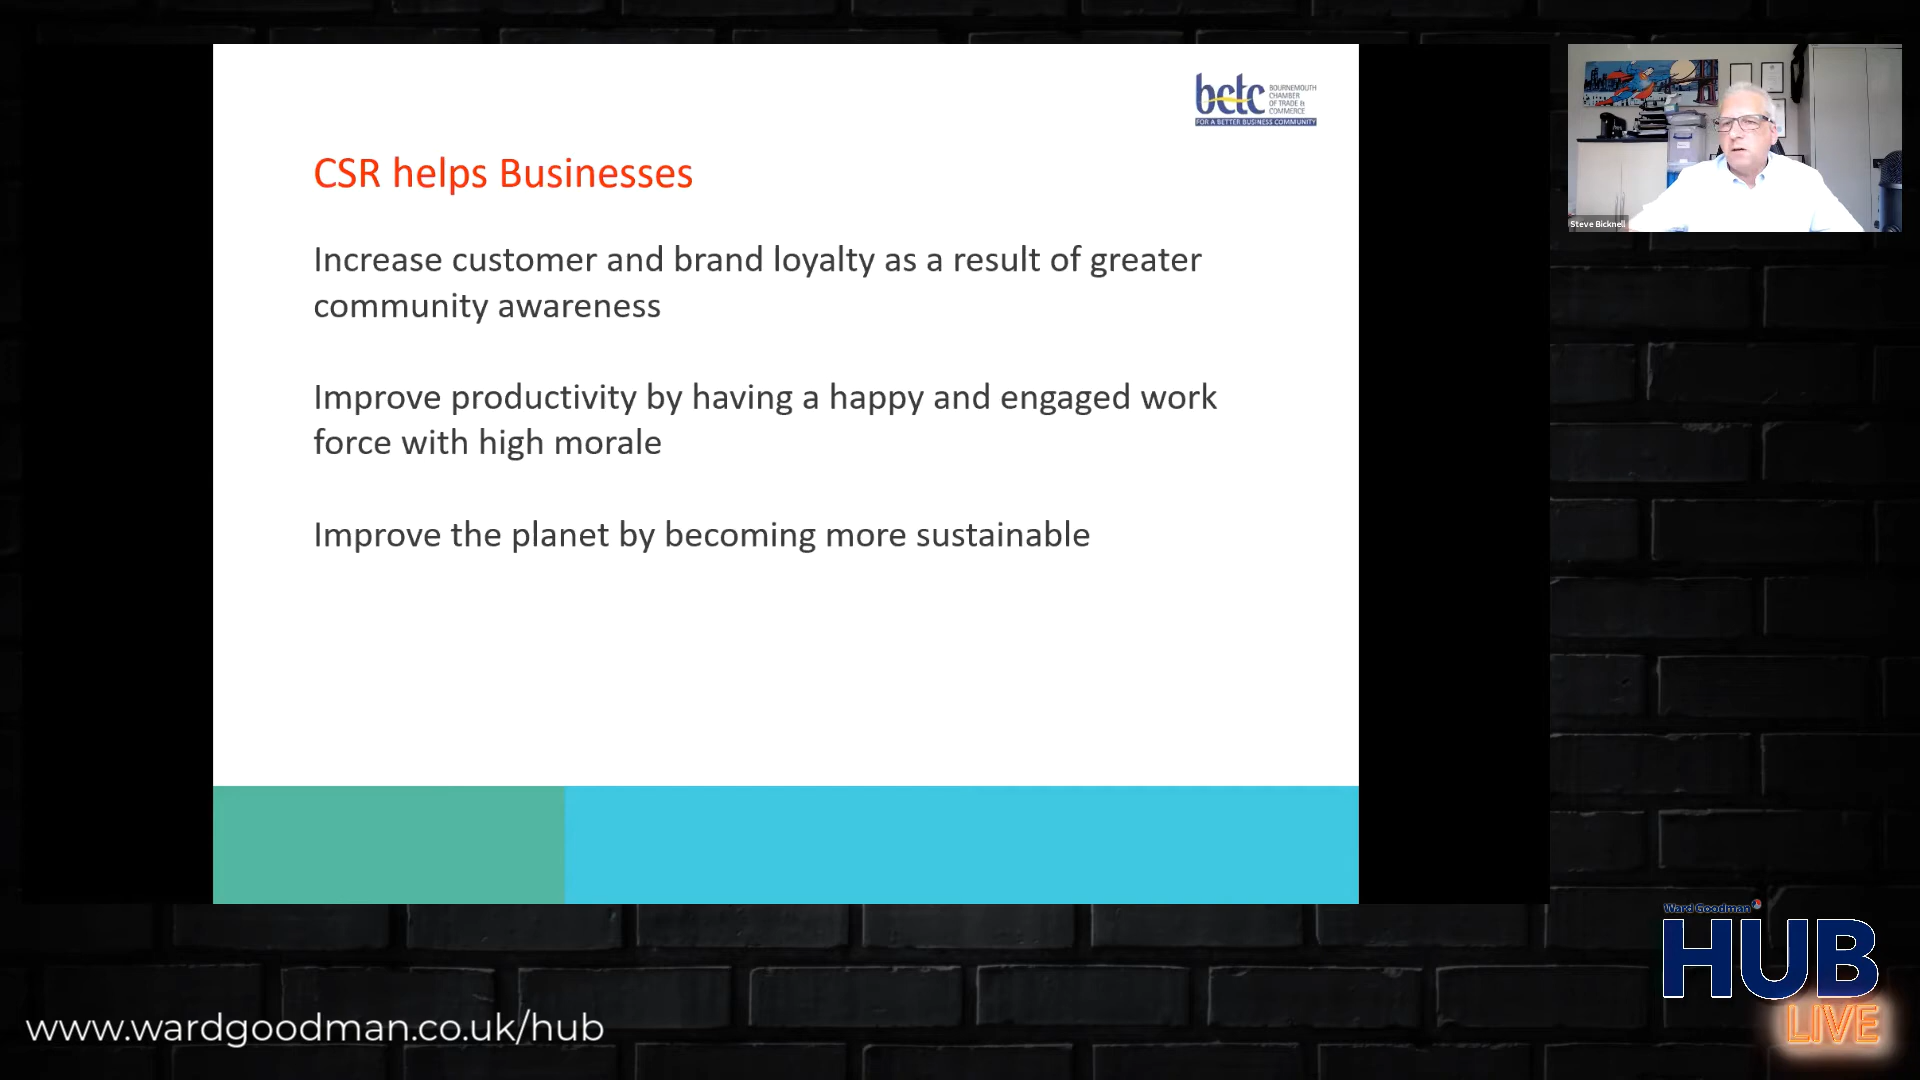 bctc
BOURNEMOUTH
CHAMBER
OF TRADE &
COMMERCE
FOR A BETTER BUSINESS COMMUNITY
CSR helps Businesses
Increase customer and brand loyalty as a result of greater
community awareness
Improve productivity by having a happy and engaged work
force with high morale
Improve the planet by becoming more sustainable
Steve Bicknell
Ward Goodman
HUB
LIVE
www.wardgoodman.co.uk/hub